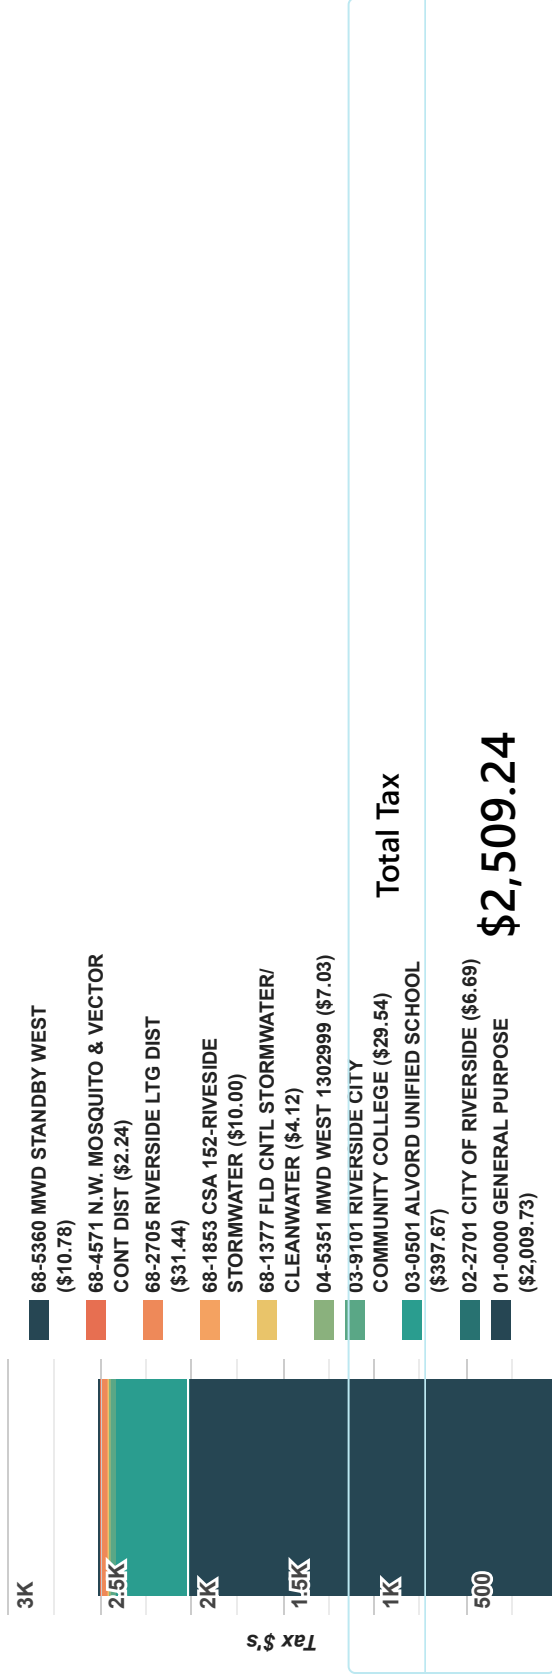 3K
2.5K
2K
1.5K
1K
500
Tax $'s
68-5360 MWD STANDBY WEST
($10.78)
68-4571 N.W. MOSQUITO & VECTOR
CONT DIST ($2.24)
68-2705 RIVERSIDE LTG DIST
($31.44)
68-1853 CSA 152-RIVESIDE
STORMWATER ($10.00)
68-1377 FLD CNTL STORMWATER/
CLEANWATER ($4.12)
04-5351 MWD WEST 1302999 ($7.03)
03-9101 RIVERSIDE CITY
COMMUNITY COLLEGE ($29.54)
03-0501 ALVORD UNIFIED SCHOOL
($397.67)
02-2701 CITY OF RIVERSIDE ($6.69)
01-0000 GENERAL PURPOSE
($2,009.73)
Total Tax
$2,509.24